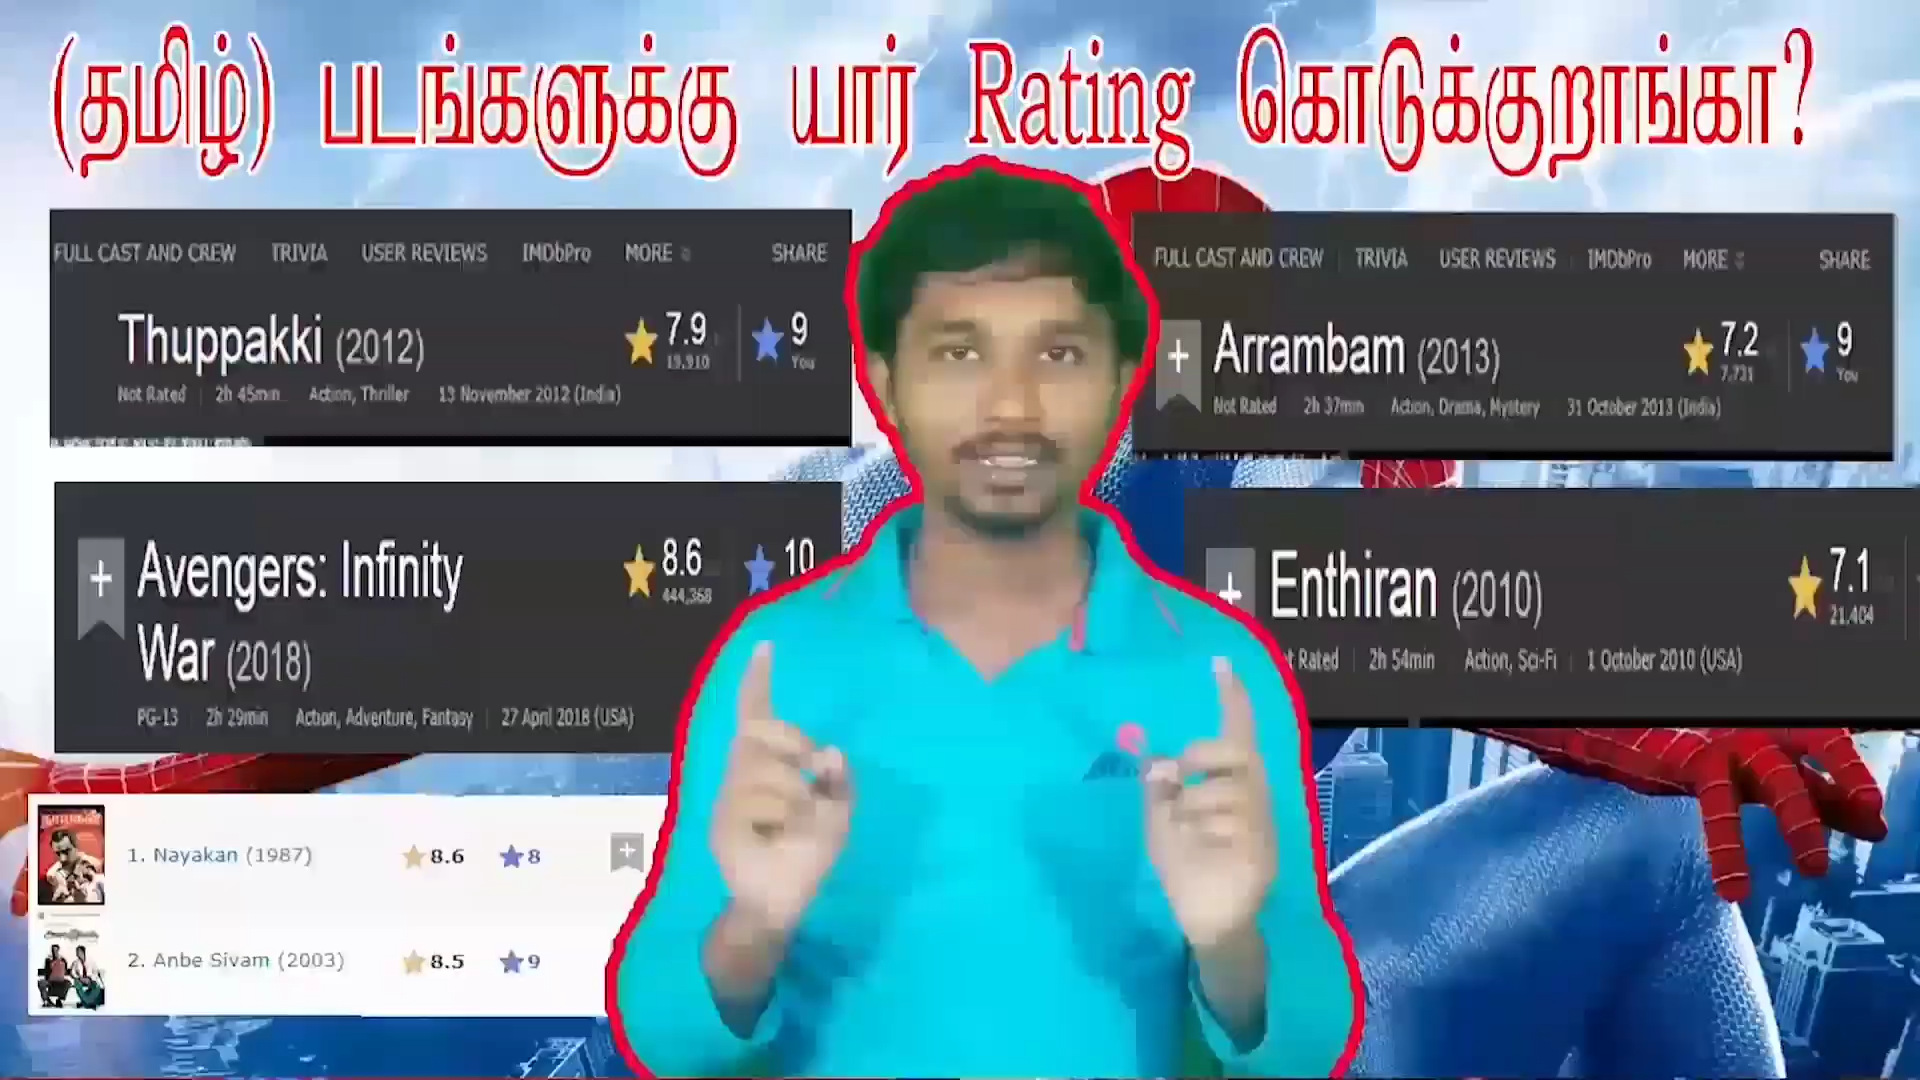 (தமிழ்) படங்களுக்கு யார் Rating கொடுக்குறாங்கா?
FULL CAST AND CREW TRIVIA USER REVIEWS IMDbPro MORE SHARE
Thuppakki (2012) 7.9 9
13,910 You
Not Rated 2h 45min Action, Thriller 13 November 2012 (India)
FULL CAST AND CREW TRIVIA USER REVIEWS IMDbPro MORE SHARE
+ Arrambam (2013) 7.2 9
7,731 You
Not Rated 2h 37min Action, Drama, Mystery 31 October 2013 (India)
+ Avengers: Infinity 8.6 10
444,368
War (2018)
PG-13 2h 29min Action, Adventure, Fantasy 27 April 2018 (USA)
+ Enthiran (2010) 7.1
21,404
t Rated 2h 54min Action, Sci-Fi 1 October 2010 (USA)
நாயகன்
1. Nayakan (1987) 8.6 8 +
2. Anbe Sivam (2003) 8.5 9